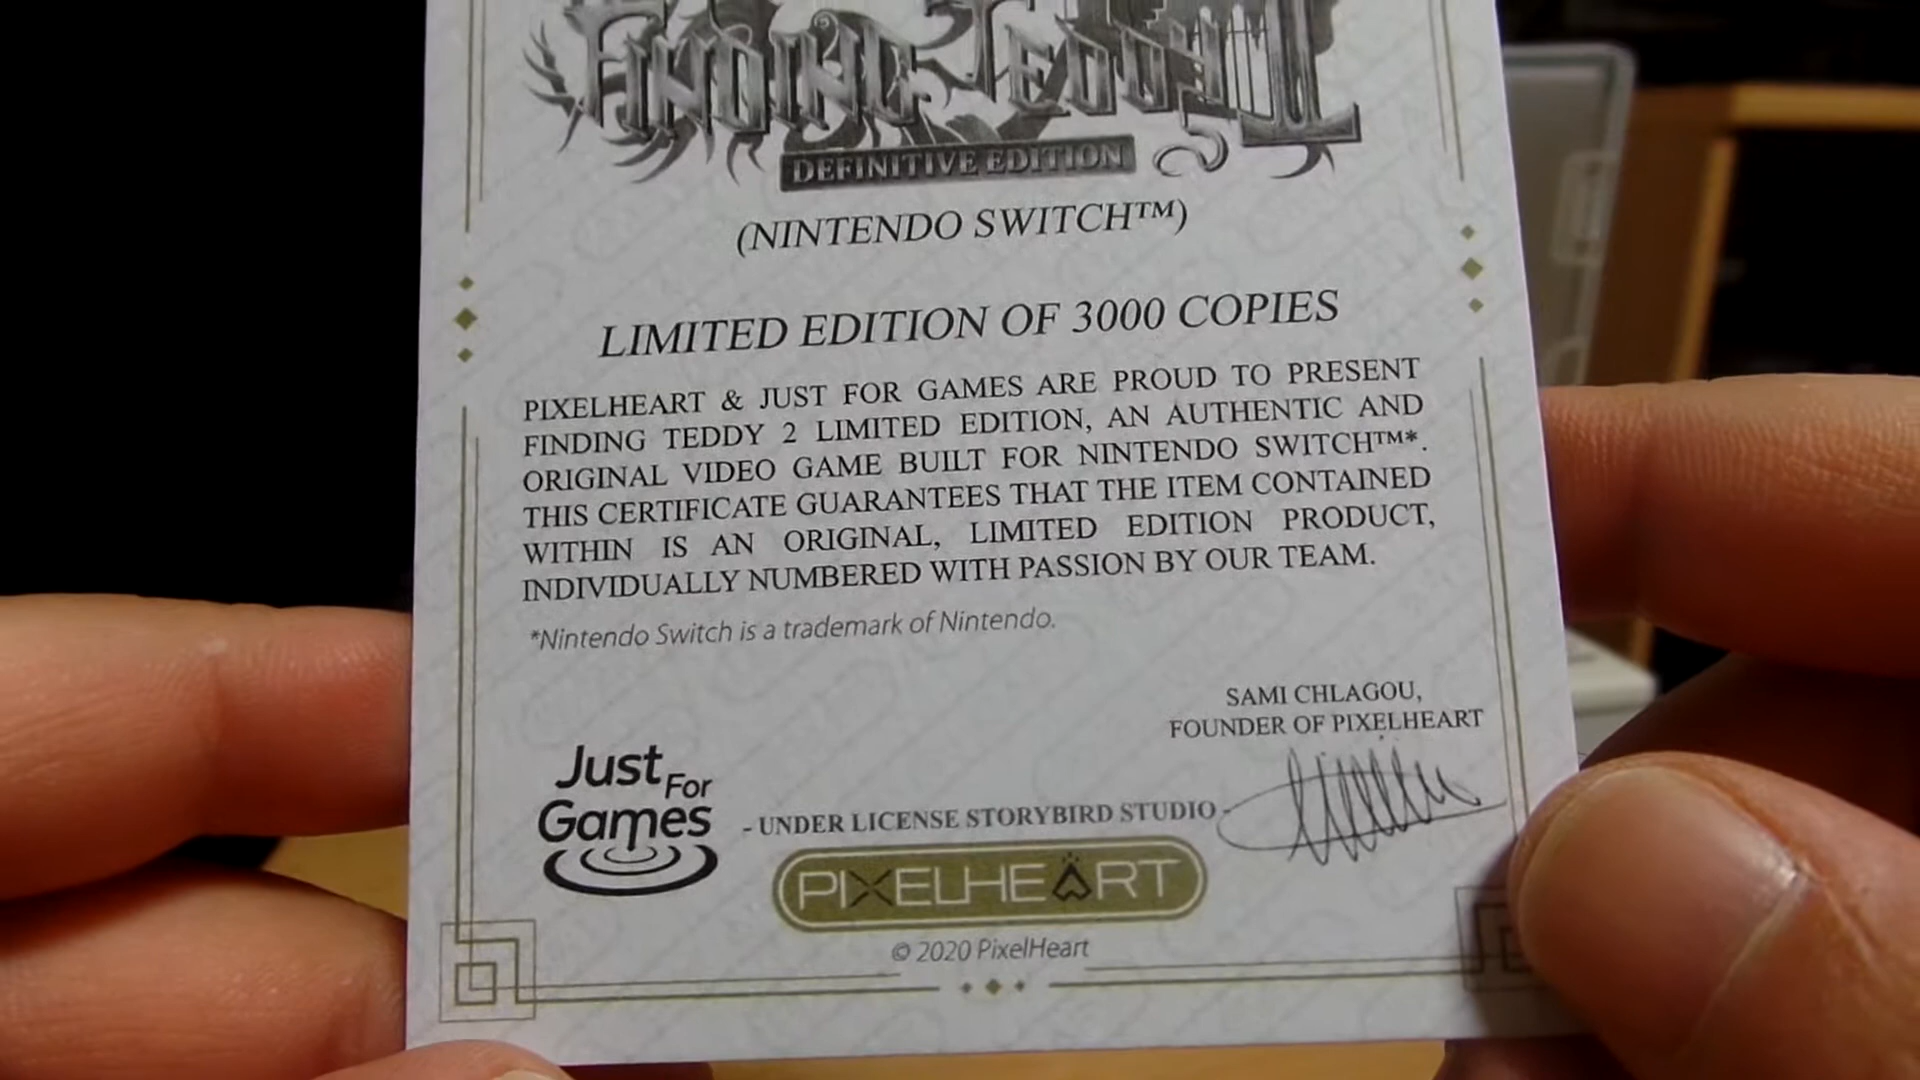 FINDING TEDDY II
DEFINITIVE EDITION
(NINTENDO SWITCH™)
LIMITED EDITION OF 3000 COPIES
PIXELHEART & JUST FOR GAMES ARE PROUD TO PRESENT
FINDING TEDDY 2 LIMITED EDITION, AN AUTHENTIC AND
ORIGINAL VIDEO GAME BUILT FOR NINTENDO SWITCH™*.
THIS CERTIFICATE GUARANTEES THAT THE ITEM CONTAINED
WITHIN IS AN ORIGINAL, LIMITED EDITION PRODUCT,
INDIVIDUALLY NUMBERED WITH PASSION BY OUR TEAM.
*Nintendo Switch is a trademark of Nintendo.
SAMI CHLAGOU,
FOUNDER OF PIXELHEART
Just For
Games
- UNDER LICENSE STORYBIRD STUDIO -
PIXELHEART
© 2020 PixelHeart